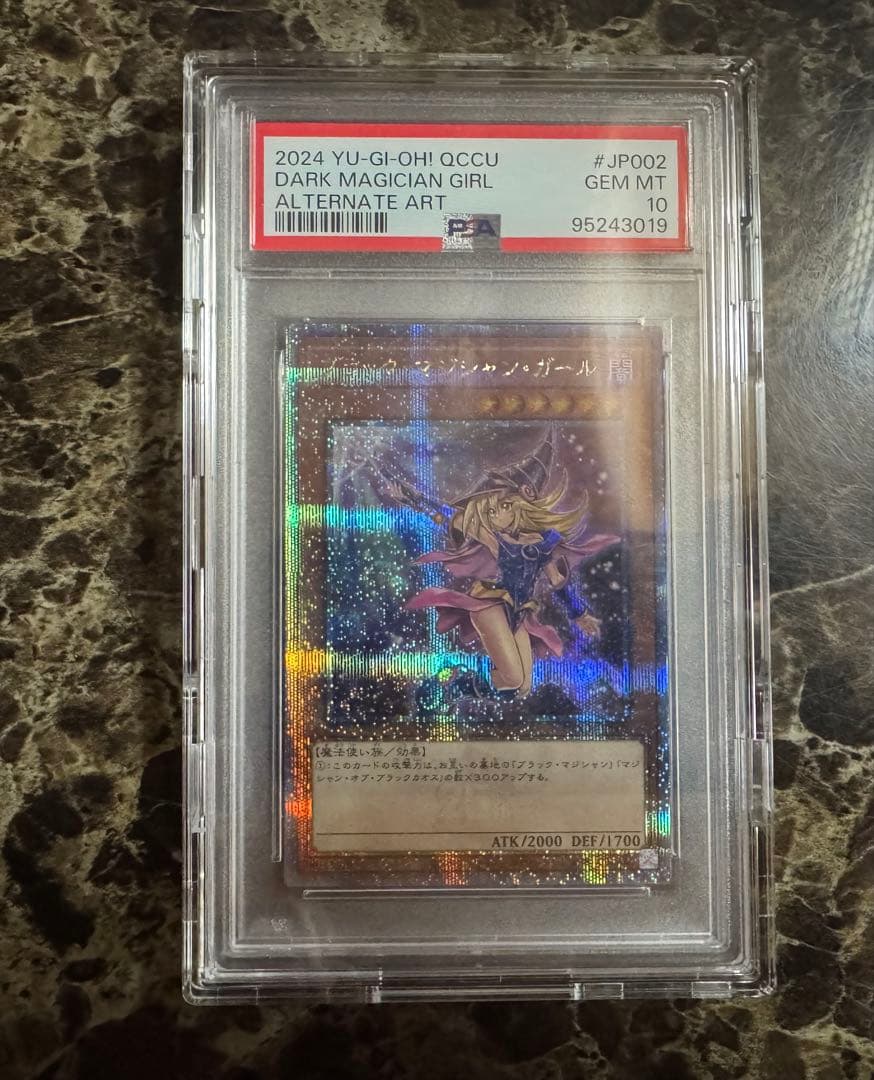 2024 YU-GI-OH! QCCU #JP002
DARK MAGICIAN GIRL GEM MT
ALTERNATE ART 10
PSA 95243019
ブラック・マジシャン・ガール 闇
【魔法使い族／効果】
①：このカードの攻撃力は、お互いの墓地の「ブラック・マジシャン」「マジ
シャン・オブ・ブラックカオス」の数×300アップする。
ATK/2000 DEF/1700